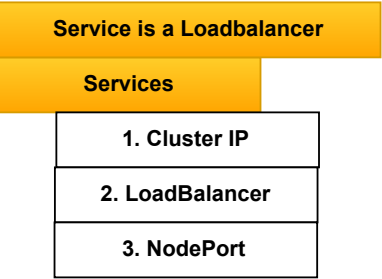 Service is a Loadbalancer
Services
1. Cluster IP
2. LoadBalancer
3. NodePort